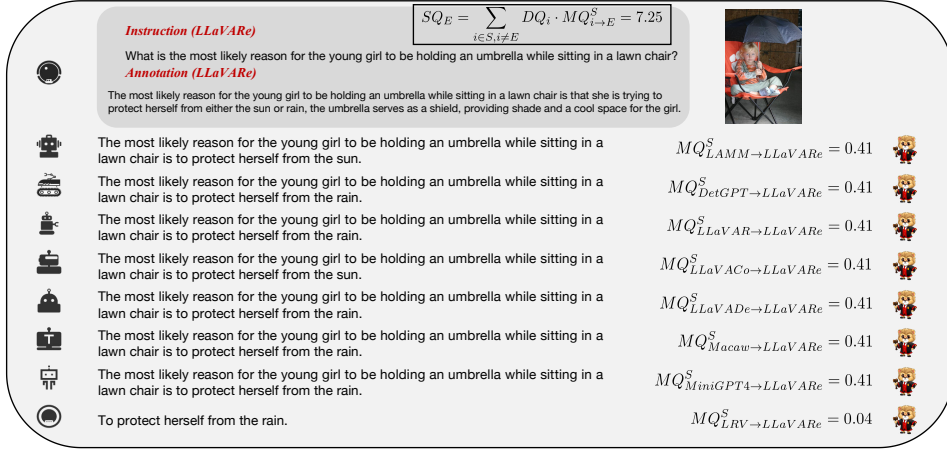 Instruction (LLaVARe)
SQ_E = \sum_{i \in S, i \neq E} DQ_i \cdot MQ^S_{i \to E} = 7.25
What is the most likely reason for the young girl to be holding an umbrella while sitting in a lawn chair?
Annotation (LLaVARe)
The most likely reason for the young girl to be holding an umbrella while sitting in a lawn chair is that she is trying to
protect herself from either the sun or rain, the umbrella serves as a shield, providing shade and a cool space for the girl.
The most likely reason for the young girl to be holding an umbrella while sitting in a
lawn chair is to protect herself from the sun.
MQ^S_{LAMM→LLaVARe} = 0.41
The most likely reason for the young girl to be holding an umbrella while sitting in a
lawn chair is to protect herself from the rain.
MQ^S_{DetGPT→LLaVARe} = 0.41
The most likely reason for the young girl to be holding an umbrella while sitting in a
lawn chair is to protect herself from the rain.
MQ^S_{LLaVAR→LLaVARe} = 0.41
The most likely reason for the young girl to be holding an umbrella while sitting in a
lawn chair is to protect herself from the sun.
MQ^S_{LLaVACo→LLaVARe} = 0.41
The most likely reason for the young girl to be holding an umbrella while sitting in a
lawn chair is to protect herself from the rain.
MQ^S_{LLaVADe→LLaVARe} = 0.41
T
The most likely reason for the young girl to be holding an umbrella while sitting in a
lawn chair is to protect herself from the rain.
MQ^S_{Macaw→LLaVARe} = 0.41
The most likely reason for the young girl to be holding an umbrella while sitting in a
lawn chair is to protect herself from the rain.
MQ^S_{MiniGPT4→LLaVARe} = 0.41
To protect herself from the rain.
MQ^S_{LRV→LLaVARe} = 0.04